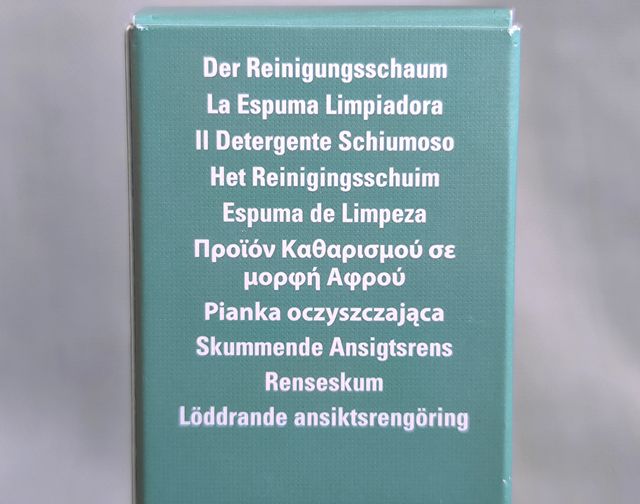 Der Reinigungsschaum
La Espuma Limpiadora
Il Detergente Schiumoso
Het Reinigingsschuim
Espuma de Limpeza
Προϊόν Καθαρισμού σε
μορφή Αφρού
Pianka oczyszczająca
Skummende Ansigtsrens
Renseskum
Löddrande ansiktsrengöring